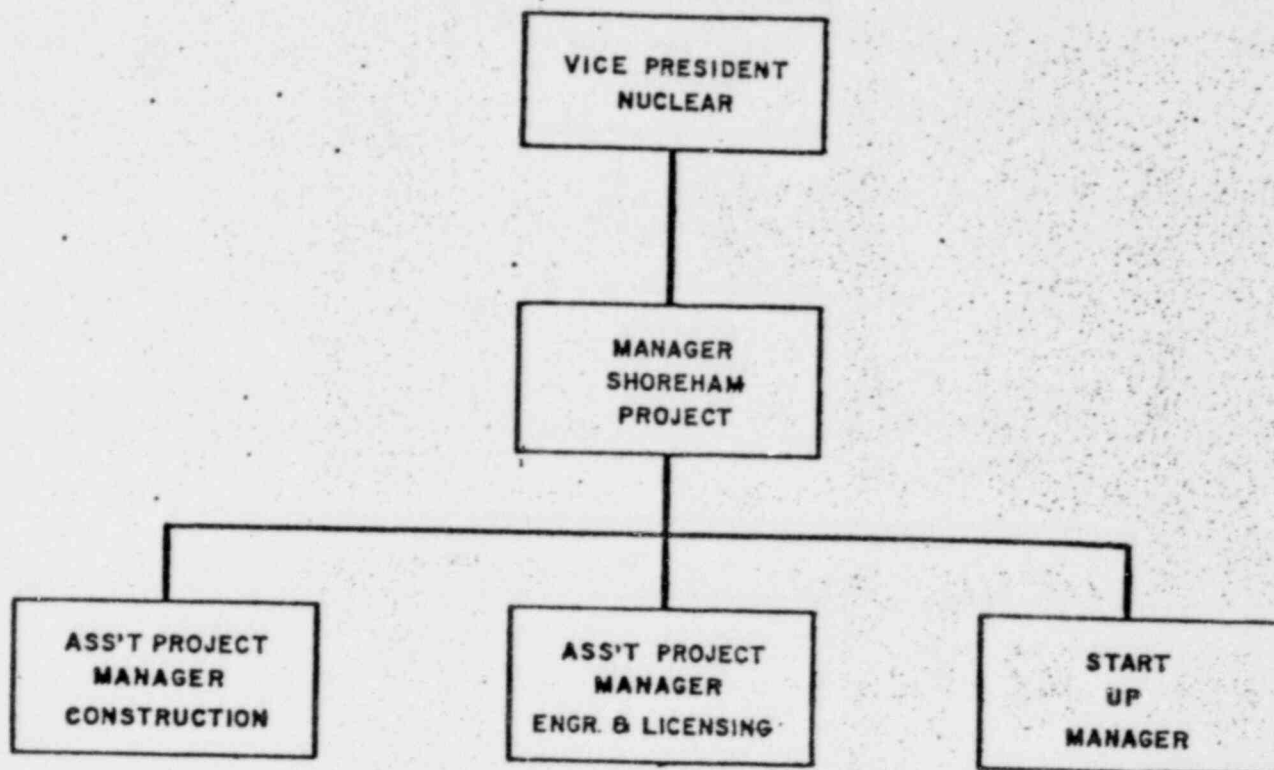 VICE PRESIDENT
NUCLEAR
MANAGER
SHOREHAM
PROJECT
ASS'T PROJECT
MANAGER
CONSTRUCTION
ASS'T PROJECT
MANAGER
ENGR. & LICENSING
START
UP
MANAGER